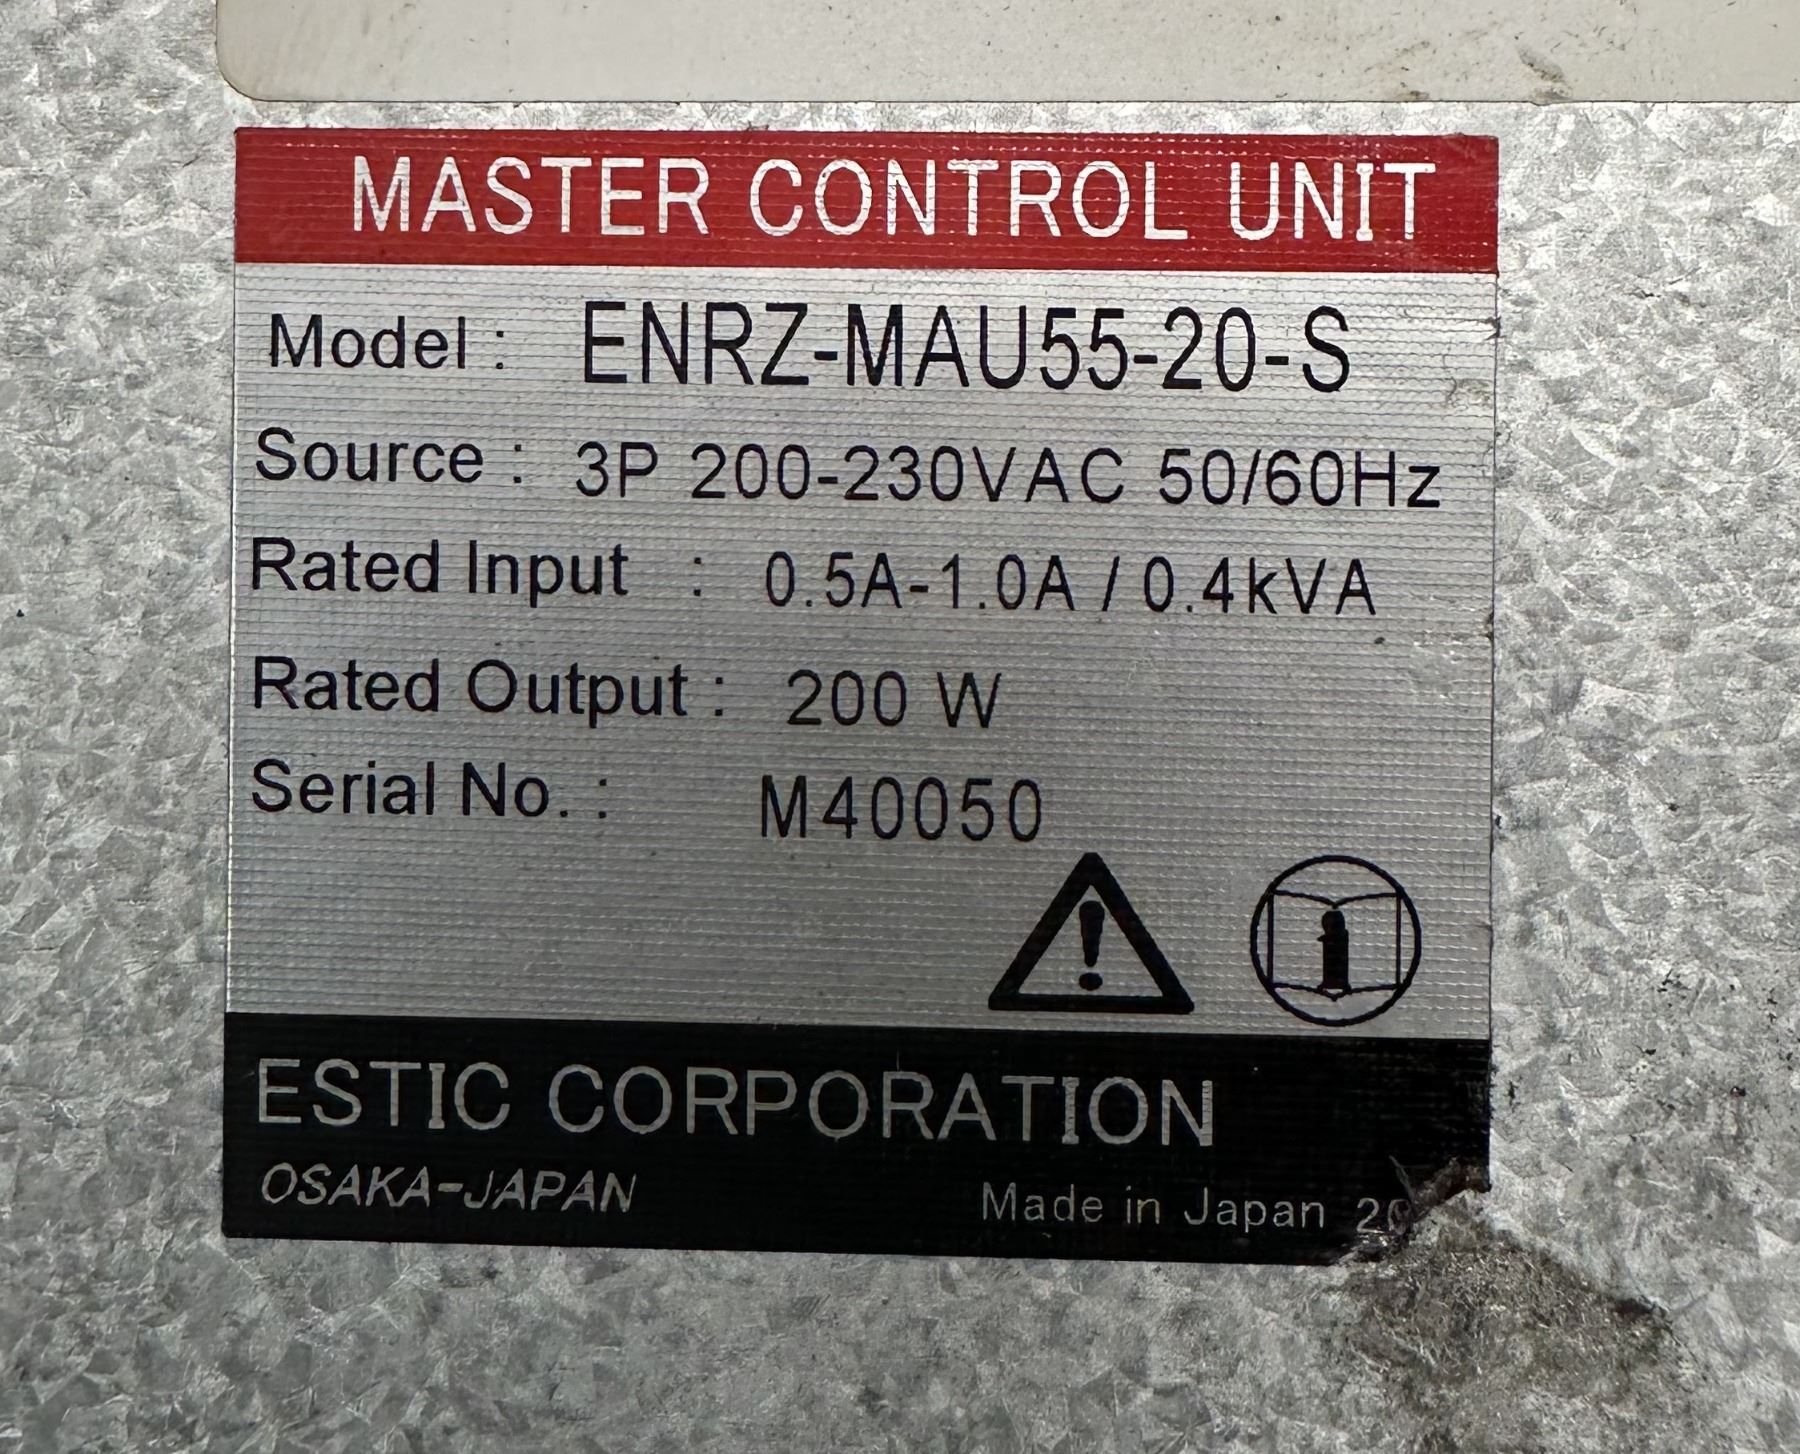 MASTER CONTROL UNIT
Model : ENRZ-MAU55-20-S
Source : 3P 200-230VAC 50/60Hz
Rated Input : 0.5A-1.0A / 0.4kVA
Rated Output : 200 W
Serial No. : M40050
ESTIC CORPORATION
OSAKA-JAPAN
Made in Japan